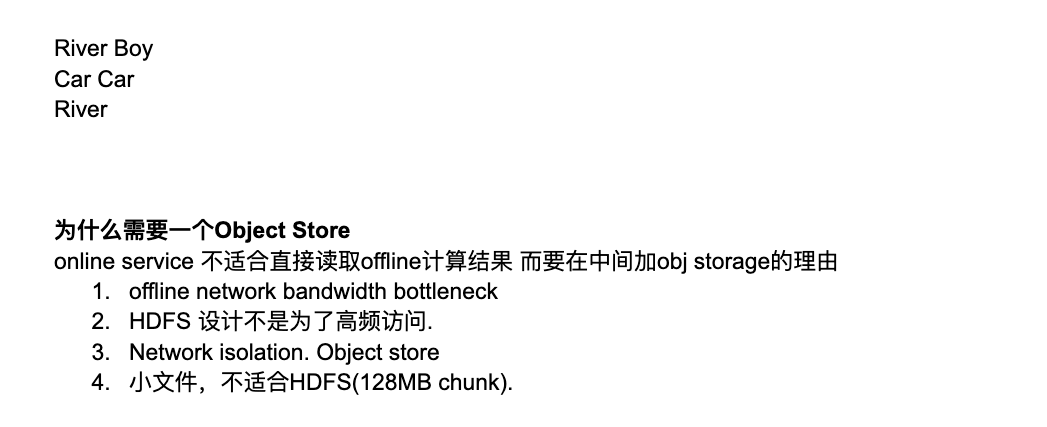 River Boy
Car Car
River
为什么需要一个Object Store
online service 不适合直接读取offline计算结果 而要在中间加obj storage的理由
1. offline network bandwidth bottleneck
2. HDFS 设计不是为了高频访问.
3. Network isolation. Object store
4. 小文件，不适合HDFS(128MB chunk).